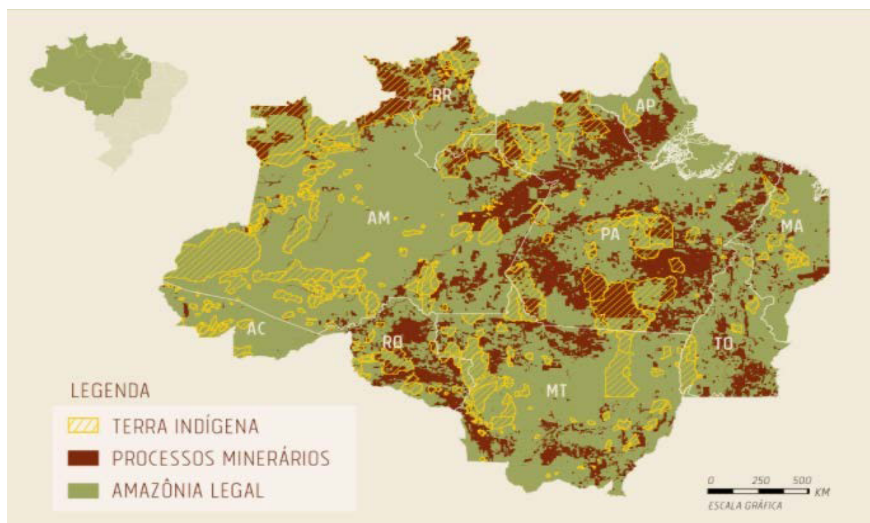 RR
AP
AM
PA
MA
AC
RO
TO
MT
LEGENDA
TERRA INDÍGENA
PROCESSOS MINERÁRIOS
AMAZÔNIA LEGAL
0 250 500
KM
ESCALA GRÁFICA